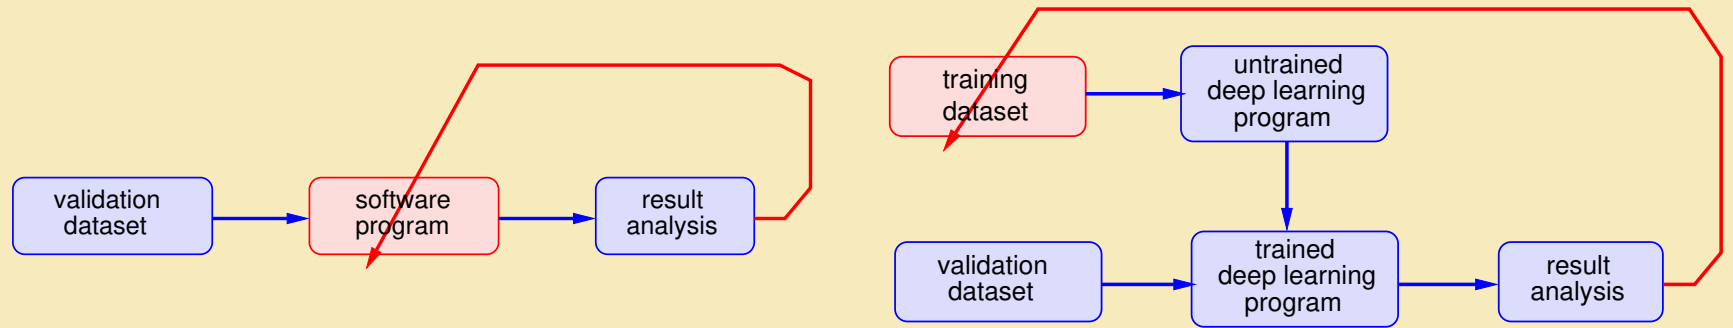 validation
dataset
software
program
result
analysis
training
dataset
untrained
deep learning
program
validation
dataset
trained
deep learning
program
result
analysis